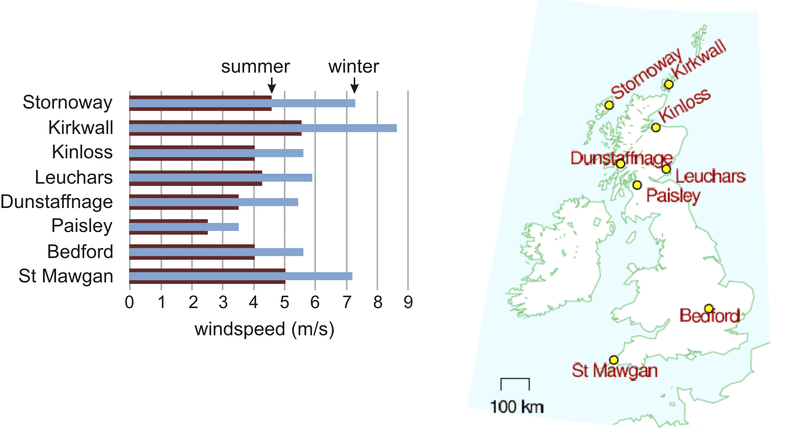 summer winter
Stornoway
Kirkwall
Kinloss
Leuchars
Dunstaffnage
Paisley
Bedford
St Mawgan
0 1 2 3 4 5 6 7 8 9
windspeed (m/s)
Stornoway
Kirkwall
Kinloss
Dunstaffnage
Leuchars
Paisley
Bedford
St Mawgan
100 km